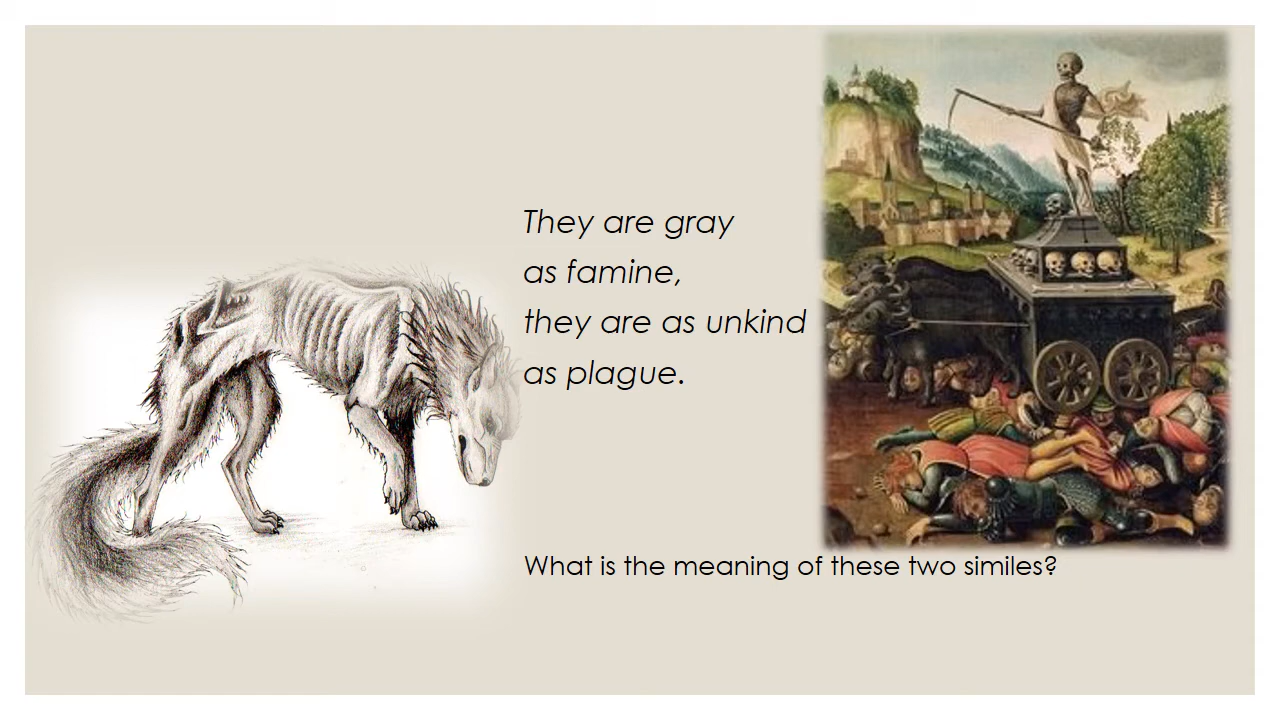 They are gray
as famine,
they are as unkind
as plague.
What is the meaning of these two similes?